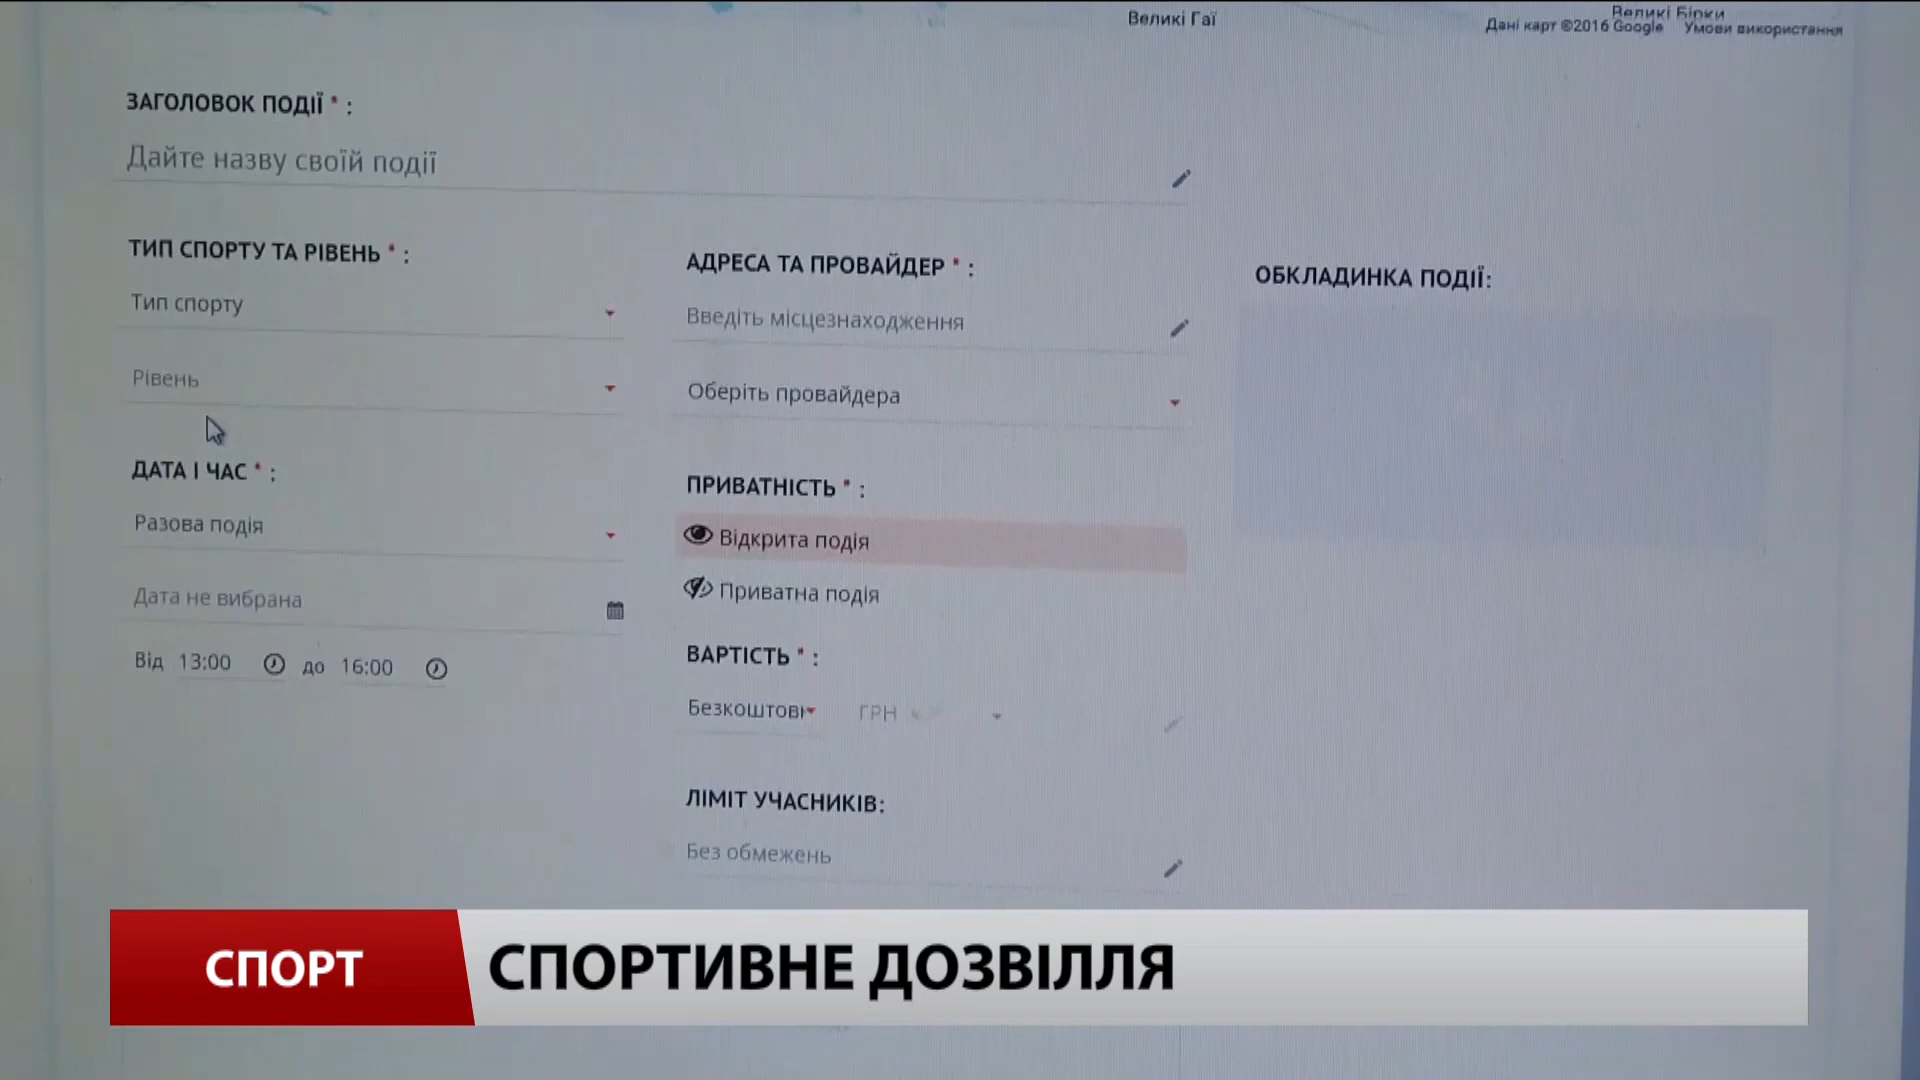 Великі Гаї
Великі Бірки
Дані карт ©2016 Google Умови використання
ЗАГОЛОВОК ПОДІЇ * :
Дайте назву своїй події
ТИП СПОРТУ ТА РІВЕНЬ * :
Тип спорту
Рівень
ДАТА І ЧАС * :
Разова подія
Дата не вибрана
Від 13:00 до 16:00
АДРЕСА ТА ПРОВАЙДЕР * :
Введіть місцезнаходження
Оберіть провайдера
ПРИВАТНІСТЬ * :
Відкрита подія
Приватна подія
ВАРТІСТЬ * :
Безкоштовн ГРН
ЛІМІТ УЧАСНИКІВ:
Без обмежень
ОБКЛАДИНКА ПОДІЇ:
СПОРТ
СПОРТИВНЕ ДОЗВІЛЛЯ